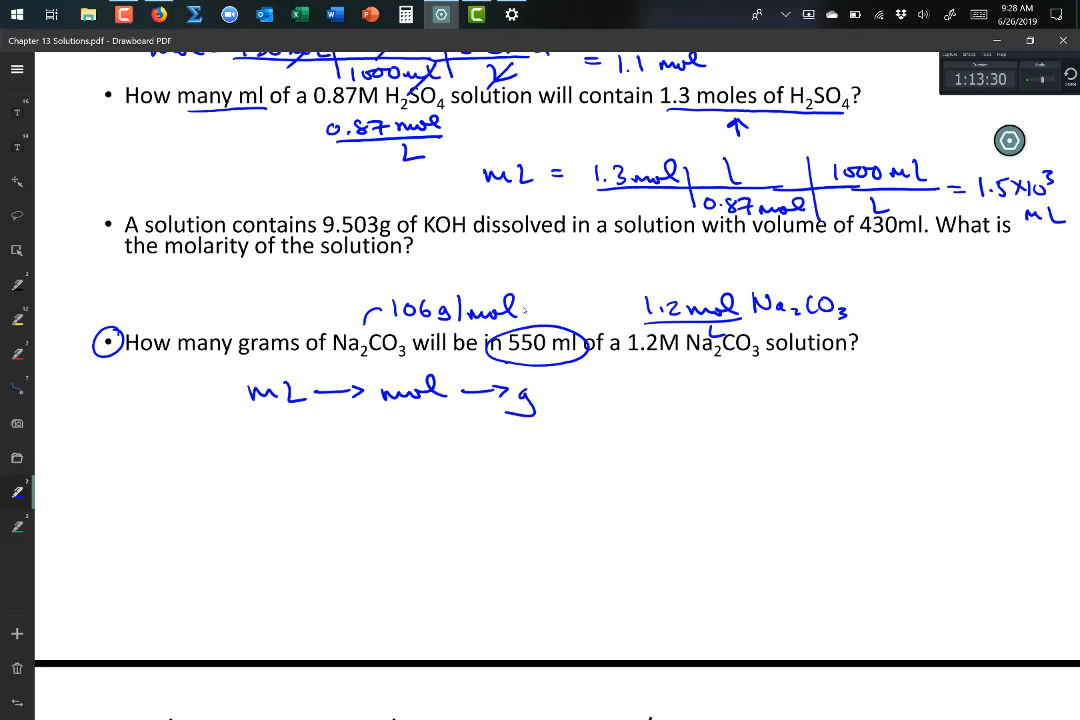 9:28 AM
6/26/2019
Chapter 13 Solutions.pdf - Drawboard PDF
1:13:30
1000 mL = 1.1 mol
• How many ml of a 0.87M H₂SO₄ solution will contain 1.3 moles of H₂SO₄?
0.87 mol
L
mL = 1.3 mol | L | 1000 mL = 1.5×10³
0.87 mol L mL
• A solution contains 9.503g of KOH dissolved in a solution with volume of 430ml. What is
the molarity of the solution?
106 g/mol 1.2 mol Na₂CO₃
L
• How many grams of Na₂CO₃ will be in 550 ml of a 1.2M Na₂CO₃ solution?
mL → mol → g